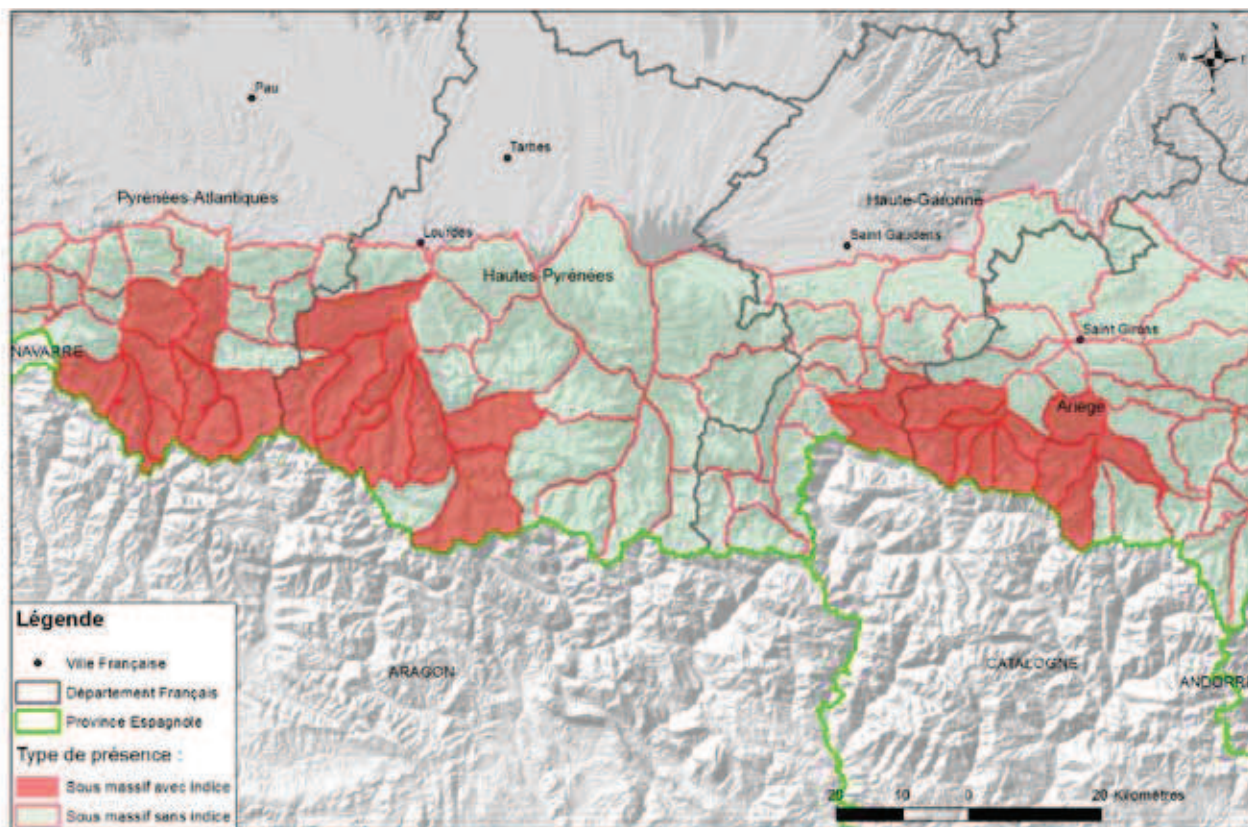 N
W E
S
Pau
Tarbes
Pyrénées-Atlantiques
Haute-Garonne
Lourdes
Saint Gaudens
Hautes-Pyrénées
Saint Girons
NAVARRE
Ariège
Légende
Ville Française
Département Français
Province Espagnole
Type de présence :
Sous massif avec indice
Sous massif sans indice
ARAGON
CATALOGNE
ANDORRA
20 10 0 20 Kilomètres